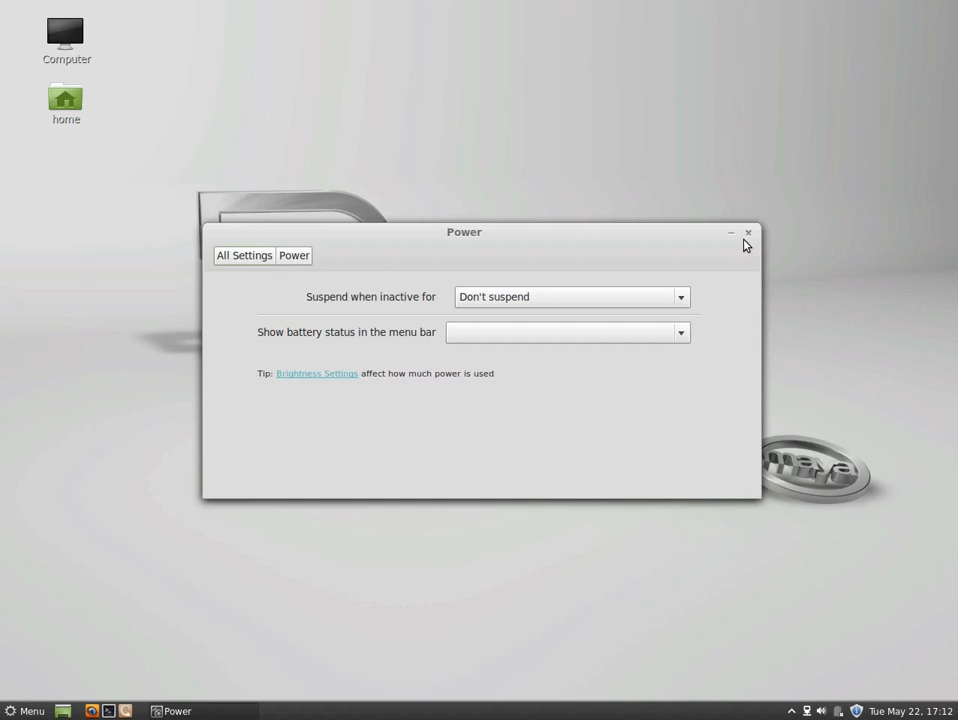 Computer
home
Power
All Settings Power
Suspend when inactive for Don't suspend
Show battery status in the menu bar
Tip: Brightness Settings affect how much power is used
maya
Menu Power Tue May 22, 17:12